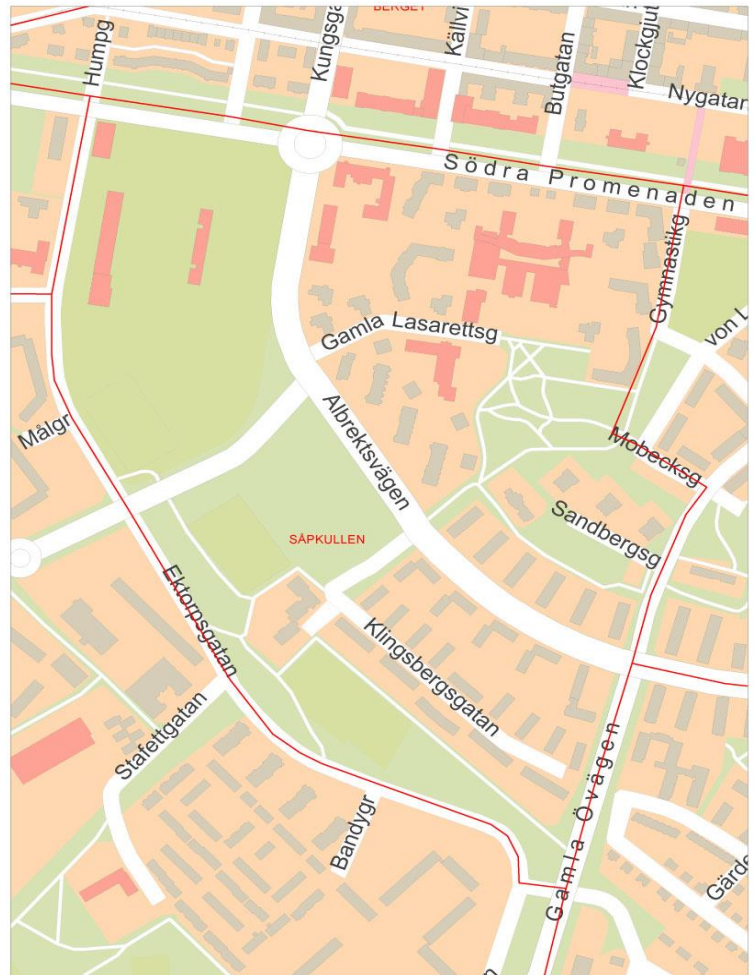 BERGET
Humpg
Kungsga
Källvi
Butgatan
Klockgjut
Nygatan
Södra Promenaden
Gymnastikg
von L
Gamla Lasarettsg
Albrektsvägen
Målgr
Mobecksg
Sandbergsg
SÅPKULLEN
Ektorpsgatan
Klingsbergsgatan
Stafettgatan
Gamla Övägen
Bandygr
Gärde